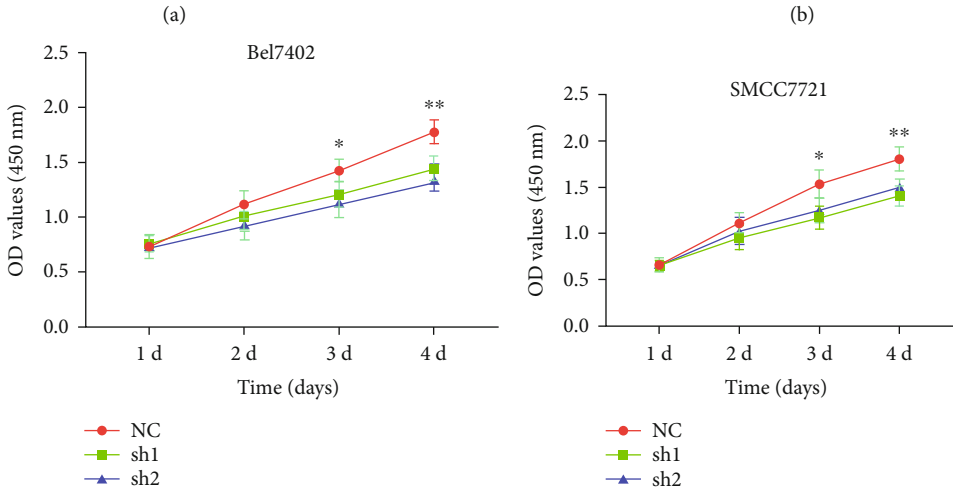 (a)
(b)
Bel7402
2.5
2.0
1.5
1.0
0.5
0.0
OD values (450 nm)
*
**
1 d 2 d 3 d 4 d
Time (days)
NC
sh1
sh2
SMCC7721
2.5
2.0
1.5
1.0
0.5
0.0
OD values (450 nm)
*
**
1 d 2 d 3 d 4 d
Time (days)
NC
sh1
sh2